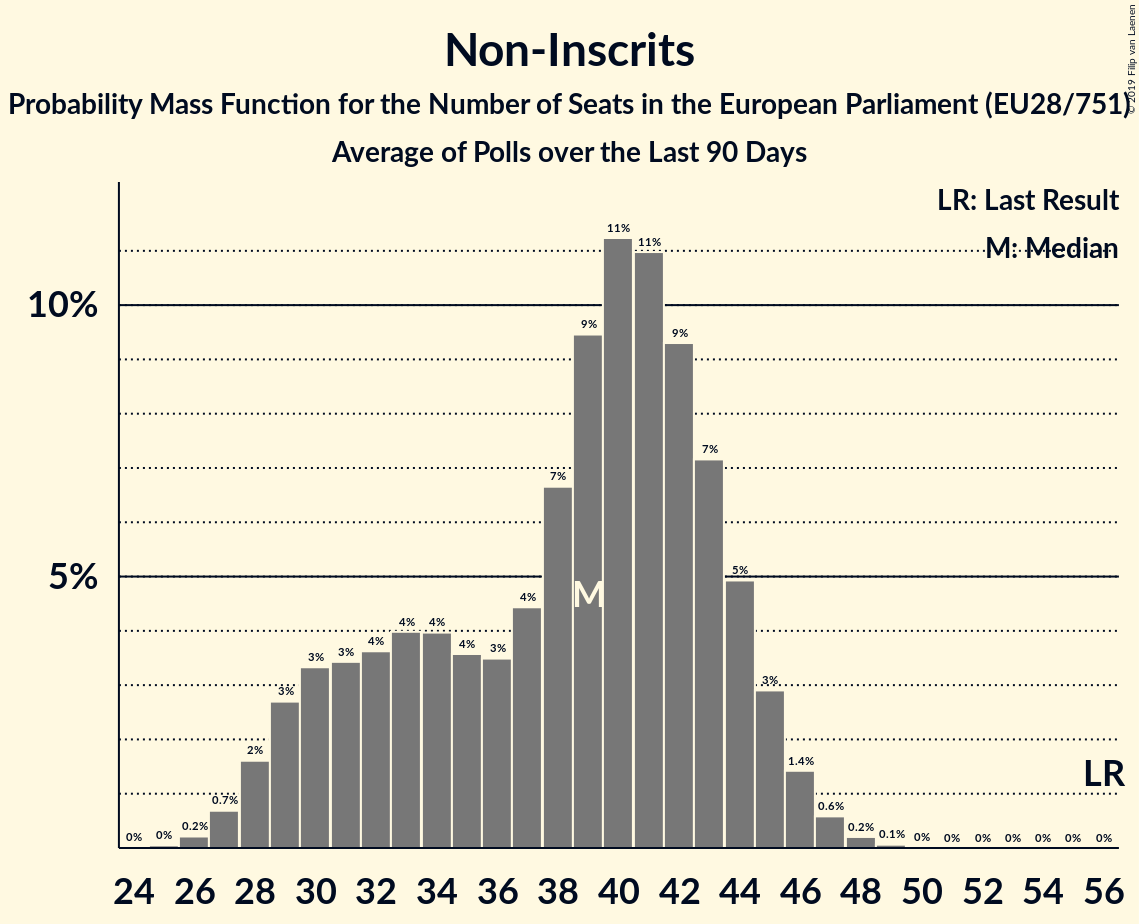 © 2019 Filip van Laenen
Non-Inscrits
Probability Mass Function for the Number of Seats in the European Parliament (EU28/751)
Average of Polls over the Last 90 Days
LR: Last Result
M: Median
10%
5%
0% 0% 0.2% 0.7% 2% 3% 3% 3% 4% 4% 4% 4% 3% 4% 7% 9% 11% 11% 9% 7% 5% 3% 1.4% 0.6% 0.2% 0.1% 0% 0% 0% 0% 0% 0% 0%
M
LR
24 26 28 30 32 34 36 38 40 42 44 46 48 50 52 54 56